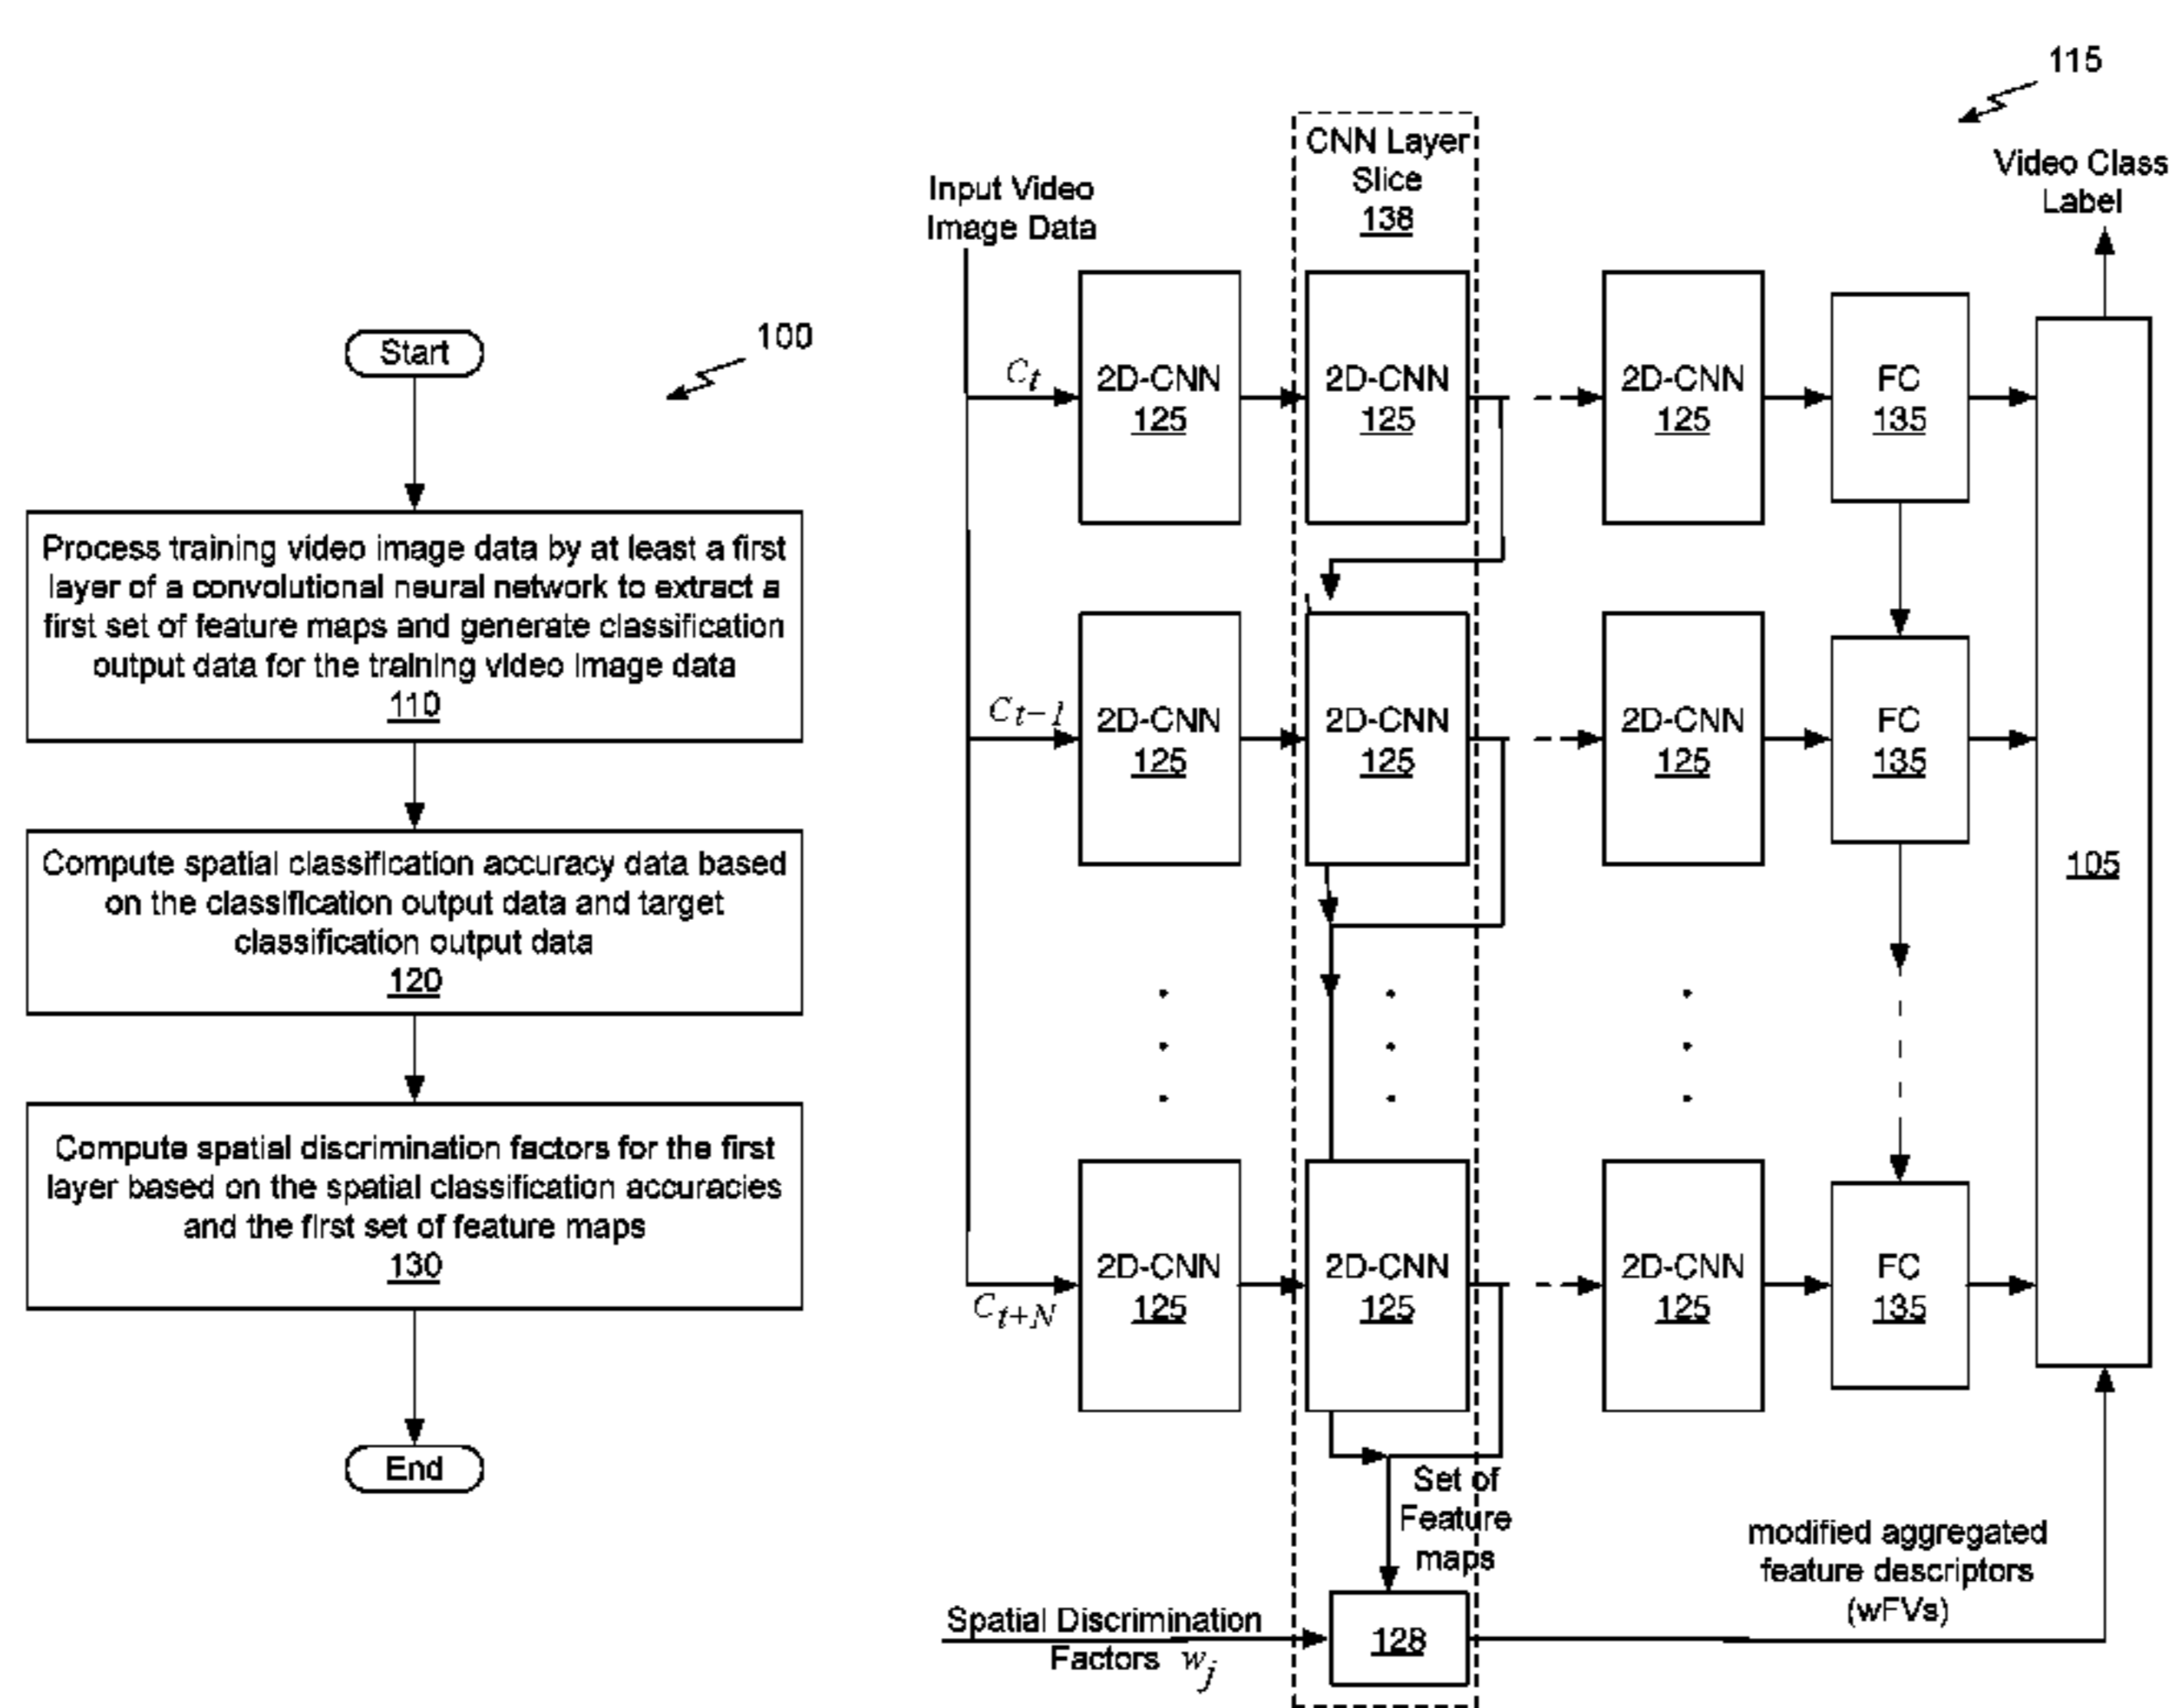 100
Start
Process training video image data by at least a first
layer of a convolutional neural network to extract a
first set of feature maps and generate classification
output data for the training video image data
110
Compute spatial classification accuracy data based
on the classification output data and target
classification output data
120
Compute spatial discrimination factors for the first
layer based on the spatial classification accuracies
and the first set of feature maps
130
End
115
Input Video
Image Data
CNN Layer
Slice
138
Video Class
Label
C_t
2D-CNN
125
2D-CNN
125
2D-CNN
125
FC
135
C_{t-1}
2D-CNN
125
2D-CNN
125
2D-CNN
125
FC
135
105
C_{t+N}
2D-CNN
125
2D-CNN
125
2D-CNN
125
FC
135
Set of
Feature
maps
modified aggregated
feature descriptors
(wFVs)
Spatial Discrimination
Factors w_j
128